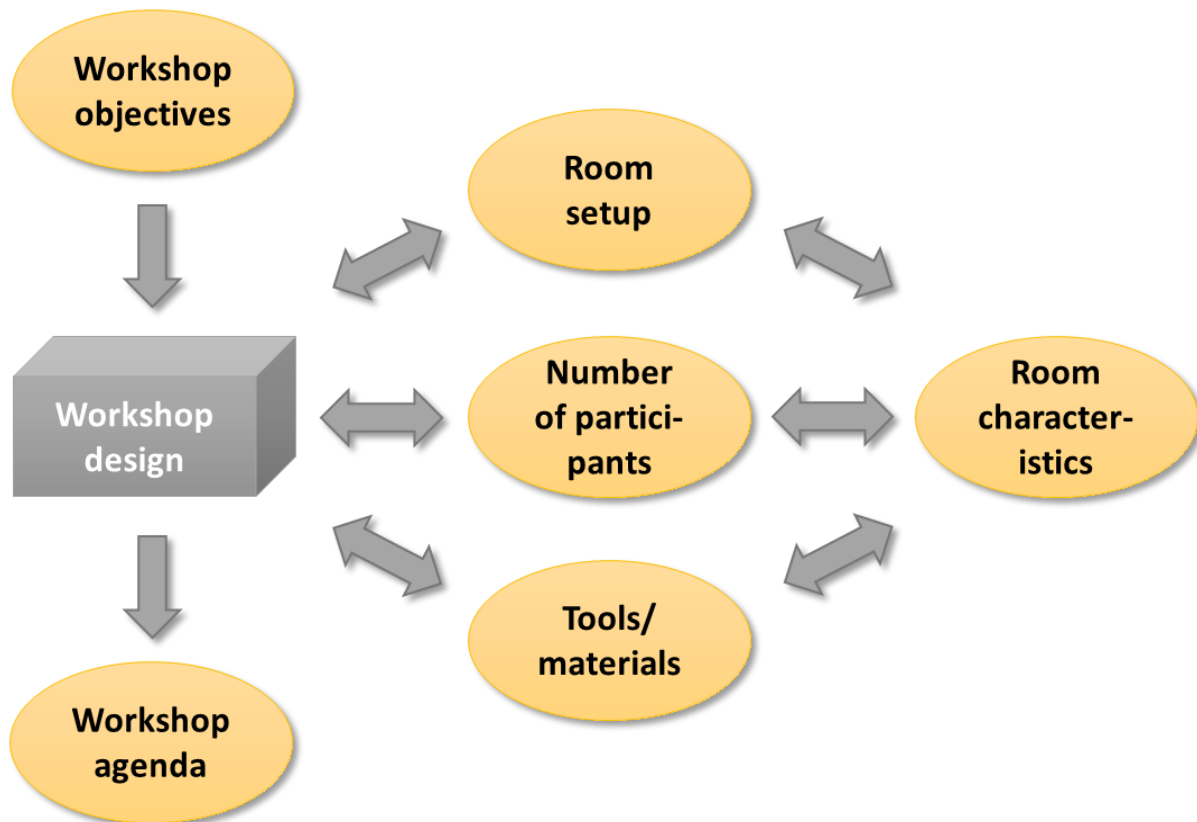 Workshop
objectives
Room
setup
Workshop
design
Number
of partici-
pants
Room
character-
istics
Tools/
materials
Workshop
agenda